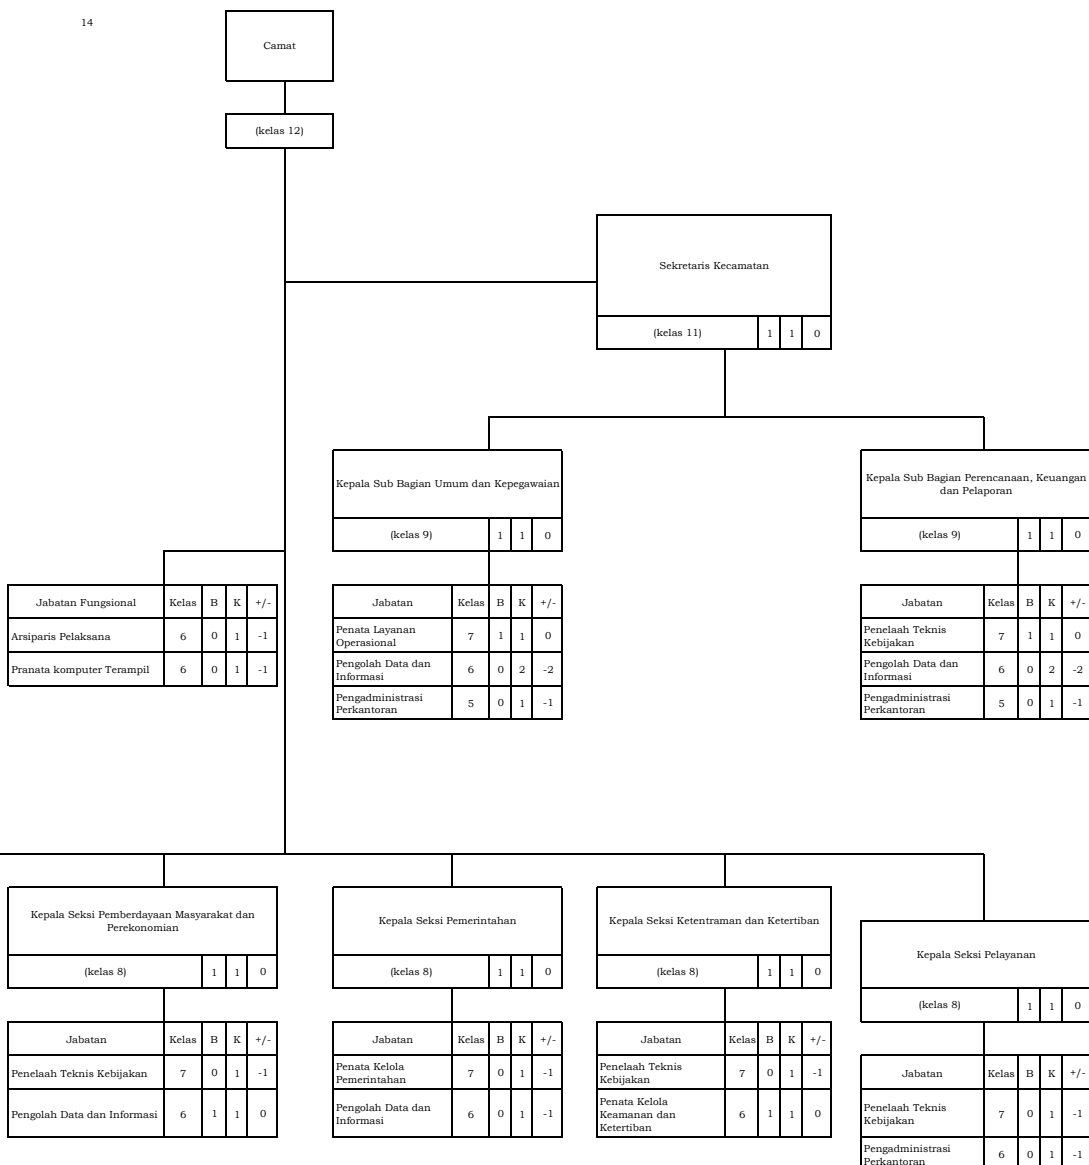 14
Camat
(kelas 12)
Sekretaris Kecamatan
(kelas 11) 1 1 0
Kepala Sub Bagian Umum dan Kepegawaian
(kelas 9) 1 1 0
Kepala Sub Bagian Perencanaan, Keuangan
dan Pelaporan
(kelas 9) 1 1 0
Jabatan Fungsional Kelas B K +/-
Arsiparis Pelaksana 6 0 1 -1
Pranata komputer Terampil 6 0 1 -1
Jabatan Kelas B K +/-
Penata Layanan
Operasional 7 1 1 0
Pengolah Data dan
Informasi 6 0 2 -2
Pengadministrasi
Perkantoran 5 0 1 -1
Jabatan Kelas B K +/-
Penelaah Teknis
Kebijakan 7 1 1 0
Pengolah Data dan
Informasi 6 0 2 -2
Pengadministrasi
Perkantoran 5 0 1 -1
Kepala Seksi Pemberdayaan Masyarakat dan
Perekonomian
(kelas 8) 1 1 0
Jabatan Kelas B K +/-
Penelaah Teknis Kebijakan 7 0 1 -1
Pengolah Data dan Informasi 6 1 1 0
Kepala Seksi Pemerintahan
(kelas 8) 1 1 0
Jabatan Kelas B K +/-
Penata Kelola
Pemerintahan 7 0 1 -1
Pengolah Data dan
Informasi 6 0 1 -1
Kepala Seksi Ketentraman dan Ketertiban
(kelas 8) 1 1 0
Jabatan Kelas B K +/-
Penelaah Teknis
Kebijakan 7 0 1 -1
Penata Kelola
Keamanan dan
Ketertiban 6 1 1 0
Kepala Seksi Pelayanan
(kelas 8) 1 1 0
Jabatan Kelas B K +/-
Penelaah Teknis
Kebijakan 7 0 1 -1
Pengadministrasi
Perkantoran 6 0 1 -1